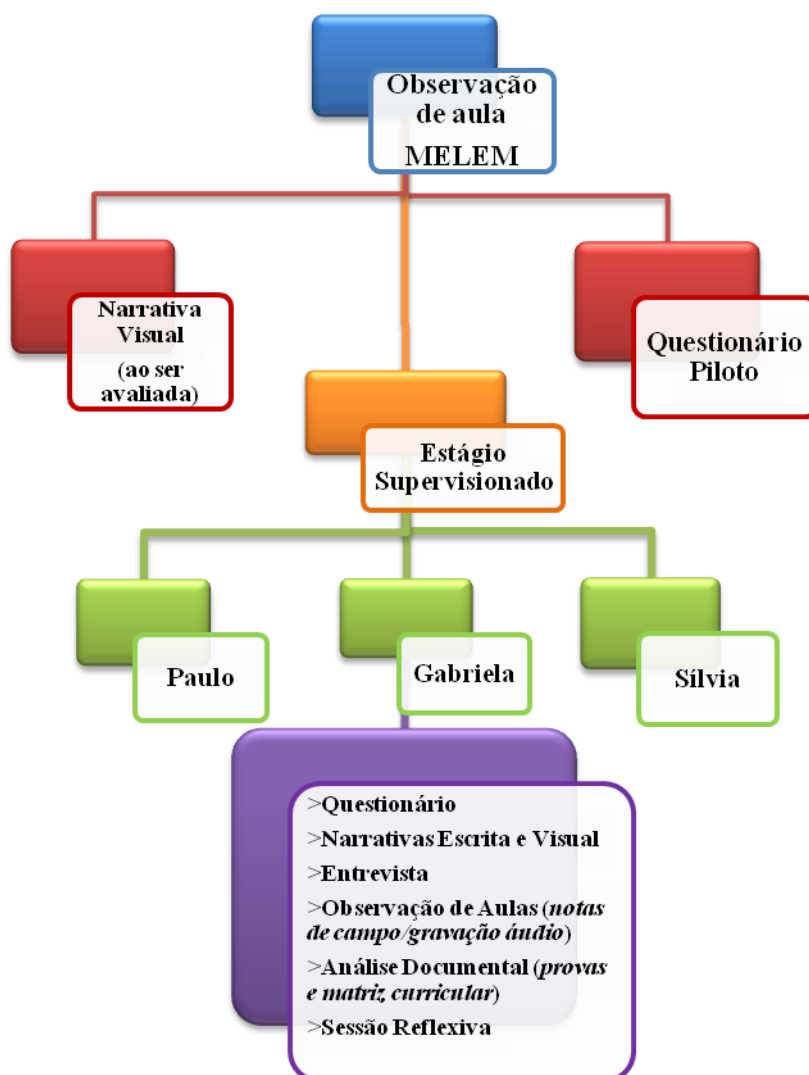 Observação
de aula
MELEM
Narrativa
Visual
(ao ser
avaliada)
Questionário
Piloto
Estágio
Supervisionado
Paulo
Gabriela
Sílvia
>Questionário
>Narrativas Escrita e Visual
>Entrevista
>Observação de Aulas (notas
de campo/gravação áudio)
>Análise Documental (provas
e matriz curricular)
>Sessão Reflexiva